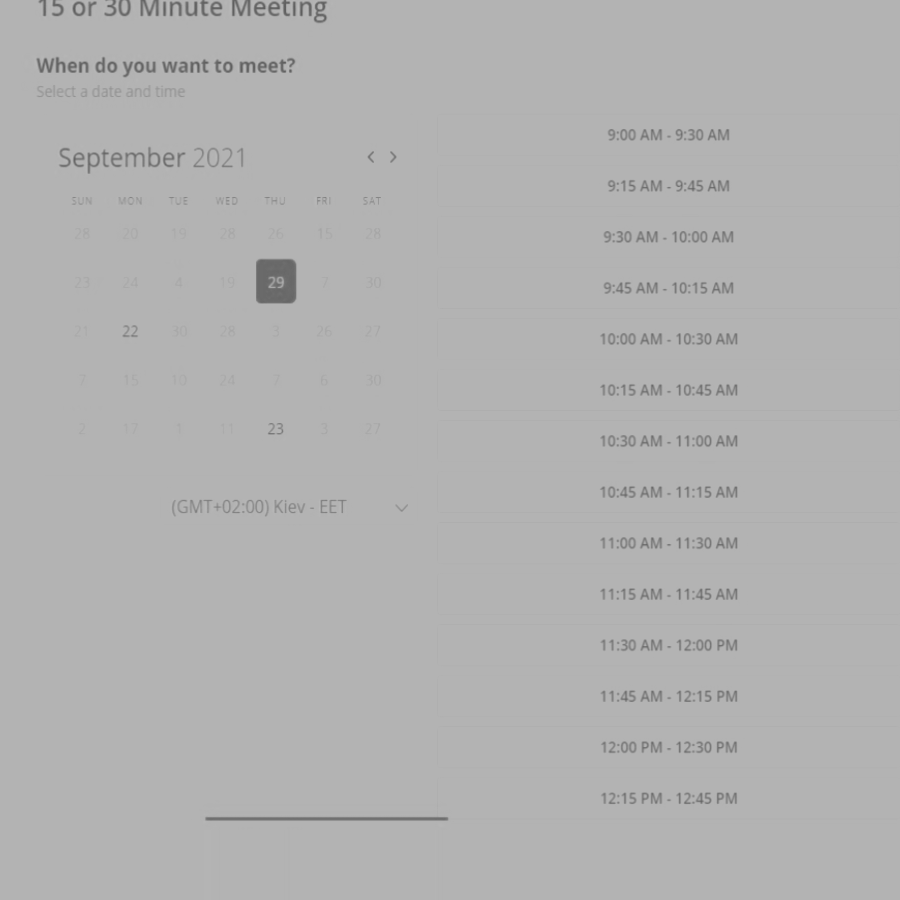 15 or 30 Minute Meeting
When do you want to meet?
Select a date and time
September 2021
SUN MON TUE WED THU FRI SAT
28 20 19 28 26 15 28
23 24 4 19 29 7 30
21 22 30 28 3 26 27
7 15 10 24 7 6 30
2 17 1 11 23 3 27
(GMT+02:00) Kiev - EET
9:00 AM - 9:30 AM
9:15 AM - 9:45 AM
9:30 AM - 10:00 AM
9:45 AM - 10:15 AM
10:00 AM - 10:30 AM
10:15 AM - 10:45 AM
10:30 AM - 11:00 AM
10:45 AM - 11:15 AM
11:00 AM - 11:30 AM
11:15 AM - 11:45 AM
11:30 AM - 12:00 PM
11:45 AM - 12:15 PM
12:00 PM - 12:30 PM
12:15 PM - 12:45 PM